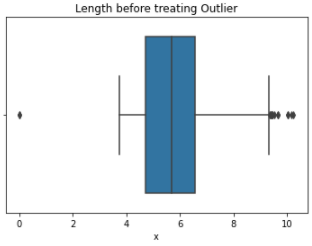 Length before treating Outlier
0 2 4 6 8 10
x